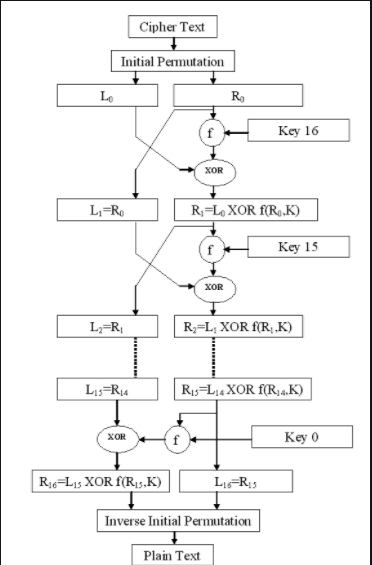 Cipher Text
Initial Permutation
L₀ R₀
f Key 16
XOR
L₁=R₀ R₁=L₀ XOR f(R₀,K)
f Key 15
XOR
L₂=R₁ R₂=L₁ XOR f(R₁,K)
L₁₅=R₁₄ R₁₅=L₁₄ XOR f(R₁₄,K)
XOR f Key 0
R₁₆=L₁₅ XOR f(R₁₅,K) L₁₆=R₁₅
Inverse Initial Permutation
Plain Text